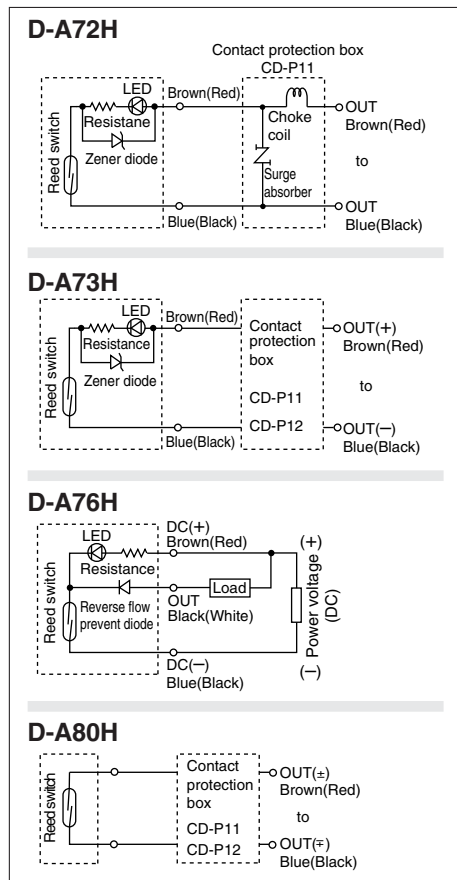 D-A72H
Contact protection box
CD-P11
LED
Brown(Red)
OUT
Brown(Red)
Resistane
Choke
coil
Zener diode
to
Reed switch
Surge
absorber
OUT
Blue(Black)
Blue(Black)
D-A73H
LED
Brown(Red)
Contact
protection
box
OUT(+)
Brown(Red)
Resistance
Zener diode
to
Reed switch
CD-P11
CD-P12
OUT(−)
Blue(Black)
Blue(Black)
D-A76H
DC(+)
Brown(Red)
LED
(+)
Resistance
Load
Reverse flow
prevent diode
OUT
Black(White)
Reed switch
Power voltage
(DC)
DC(−)
Blue(Black)
(−)
D-A80H
Contact
protection
box
OUT(±)
Brown(Red)
Reed switch
to
CD-P11
CD-P12
OUT(∓)
Blue(Black)